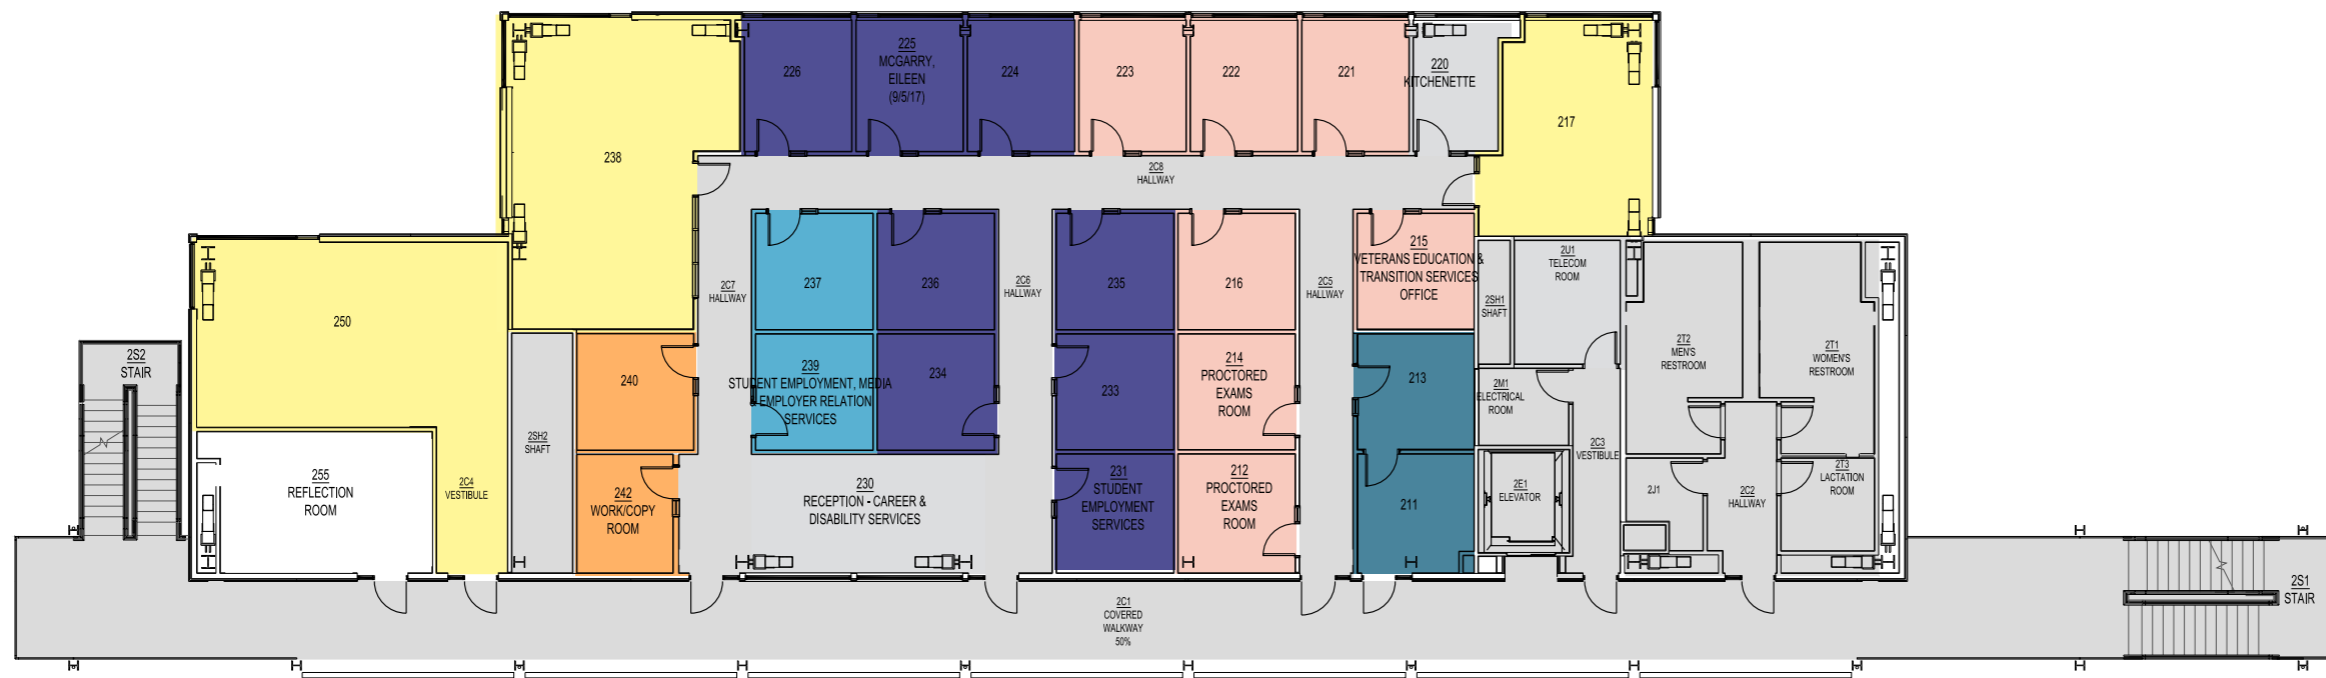 226
225
MCGARRY,
EILEEN
(9/5/17)
224
223
222
221
220
KITCHENETTE
217
238
2C8
HALLWAY
250
237
236
235
216
215
VETERANS EDUCATION &
TRANSITION SERVICES
OFFICE
2C7
HALLWAY
2C6
HALLWAY
2C5
HALLWAY
2SH1
SHAFT
2U1
TELECOM
ROOM
2S2
STAIR
240
239
STUDENT EMPLOYMENT, MEDIA
& EMPLOYER RELATION
SERVICES
234
233
214
PROCTORED
EXAMS
ROOM
213
2M1
ELECTRICAL
ROOM
2T2
MEN'S
RESTROOM
2T1
WOMEN'S
RESTROOM
2SH2
SHAFT
2C3
VESTIBULE
255
REFLECTION
ROOM
2C4
VESTIBULE
242
WORK/COPY
ROOM
230
RECEPTION - CAREER &
DISABILITY SERVICES
231
STUDENT
EMPLOYMENT
SERVICES
212
PROCTORED
EXAMS
ROOM
211
2E1
ELEVATOR
2J1
2C2
HALLWAY
2T3
LACTATION
ROOM
2C1
COVERED
WALKWAY
50%
2S1
STAIR